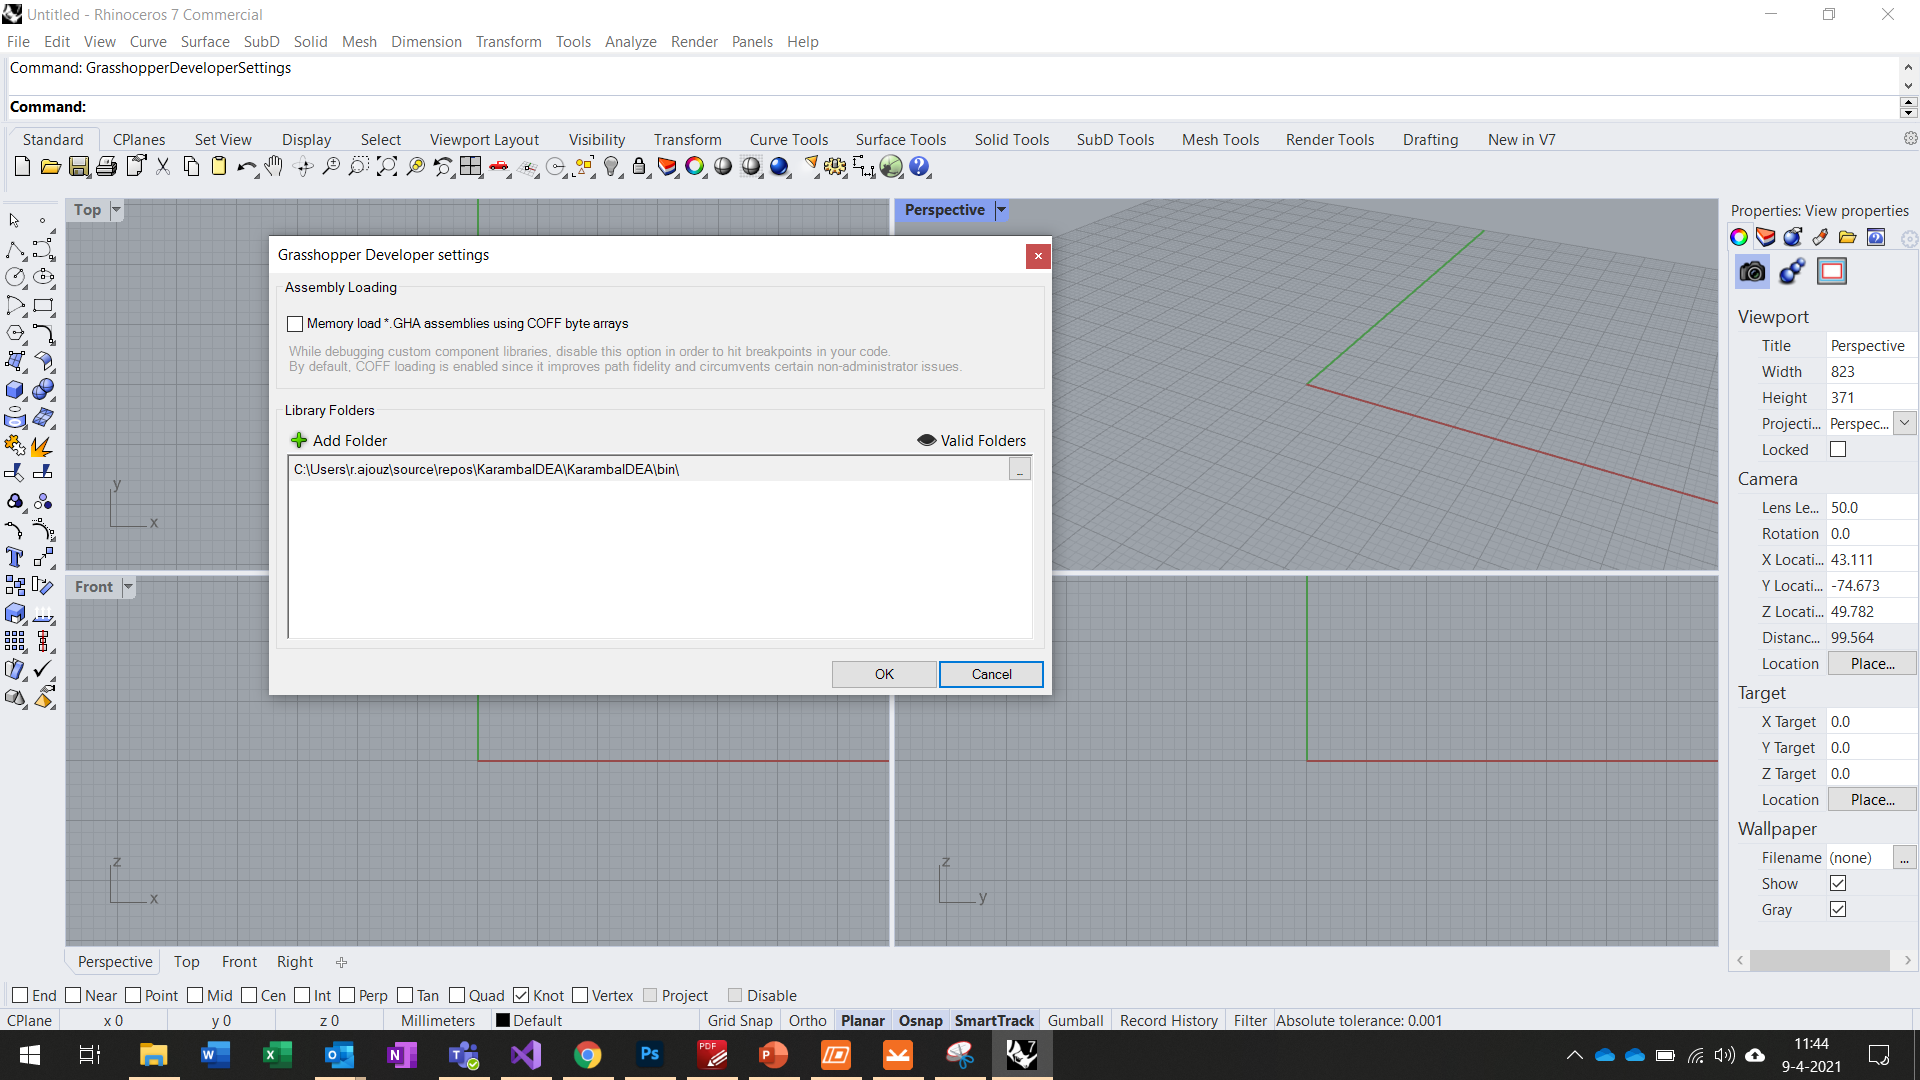 Untitled - Rhinoceros 7 Commercial
File Edit View Curve Surface SubD Solid Mesh Dimension Transform Tools Analyze Render Panels Help
Command: GrasshopperDeveloperSettings
Command:
Standard CPlanes Set View Display Select Viewport Layout Visibility Transform Curve Tools Surface Tools Solid Tools SubD Tools Mesh Tools Render Tools Drafting New in V7
Top
Perspective
Properties: View properties
Grasshopper Developer settings
Assembly Loading
Memory load *.GHA assemblies using COFF byte arrays
While debugging custom component libraries, disable this option in order to hit breakpoints in your code.
By default, COFF loading is enabled since it improves path fidelity and circumvents certain non-administrator issues.
Library Folders
Add Folder
Valid Folders
C:\Users\r.ajouz\source\repos\KarambaIDEA\KarambaIDEA\bin\
...
OK
Cancel
y
x
Front
z
x
z
y
Viewport
Title Perspective
Width 823
Height 371
Projecti... Perspec...
Locked
Camera
Lens Le... 50.0
Rotation 0.0
X Locati... 43.111
Y Locati... -74.673
Z Locati... 49.782
Distanc... 99.564
Location Place...
Target
X Target 0.0
Y Target 0.0
Z Target 0.0
Location Place...
Wallpaper
Filename (none) ...
Show
Gray
Perspective Top Front Right
End Near Point Mid Cen Int Perp Tan Quad Knot Vertex Project Disable
CPlane x 0 y 0 z 0 Millimeters Default Grid Snap Ortho Planar Osnap SmartTrack Gumball Record History Filter Absolute tolerance: 0.001
Ps
PDF
7
11:44
9-4-2021